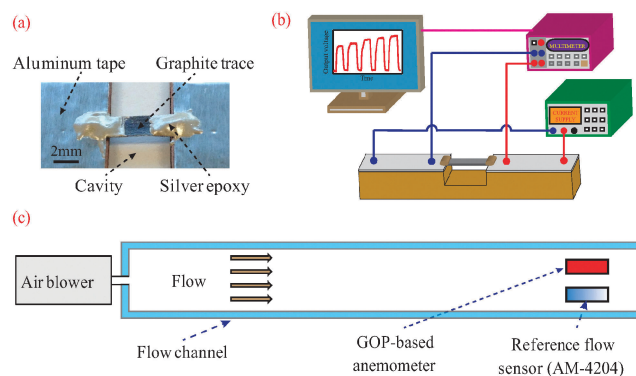 (a)
Aluminum tape
Graphite trace
2mm
Cavity
Silver epoxy
(b)
Output voltage
Time
MULTIMETER
CURRENT
SUPPLY
(c)
Air blower
Flow
Flow channel
GOP-based
anemometer
Reference flow
sensor (AM-4204)